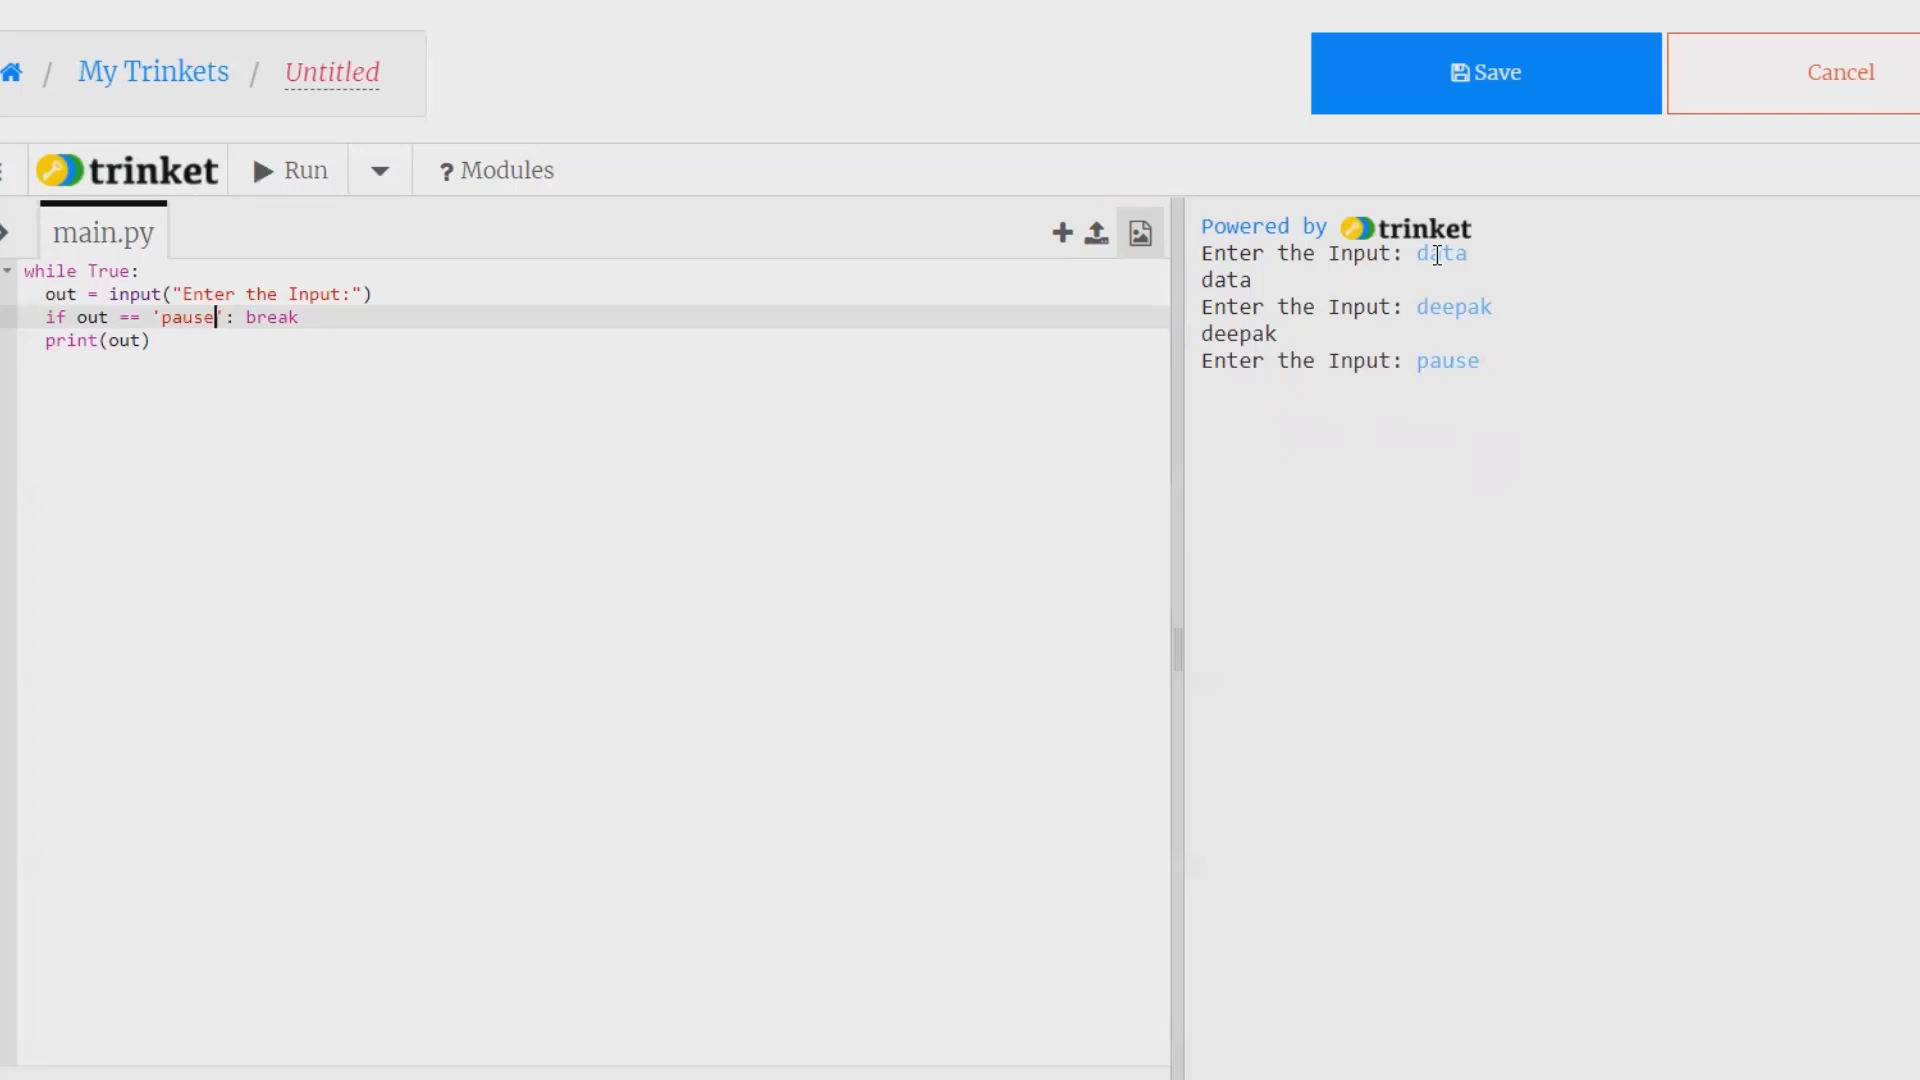 / My Trinkets / Untitled
Save
Cancel
trinket
Run
? Modules
main.py
while True:
out = input("Enter the Input:")
if out == 'pause': break
print(out)
Powered by trinket
Enter the Input: data
data
Enter the Input: deepak
deepak
Enter the Input: pause